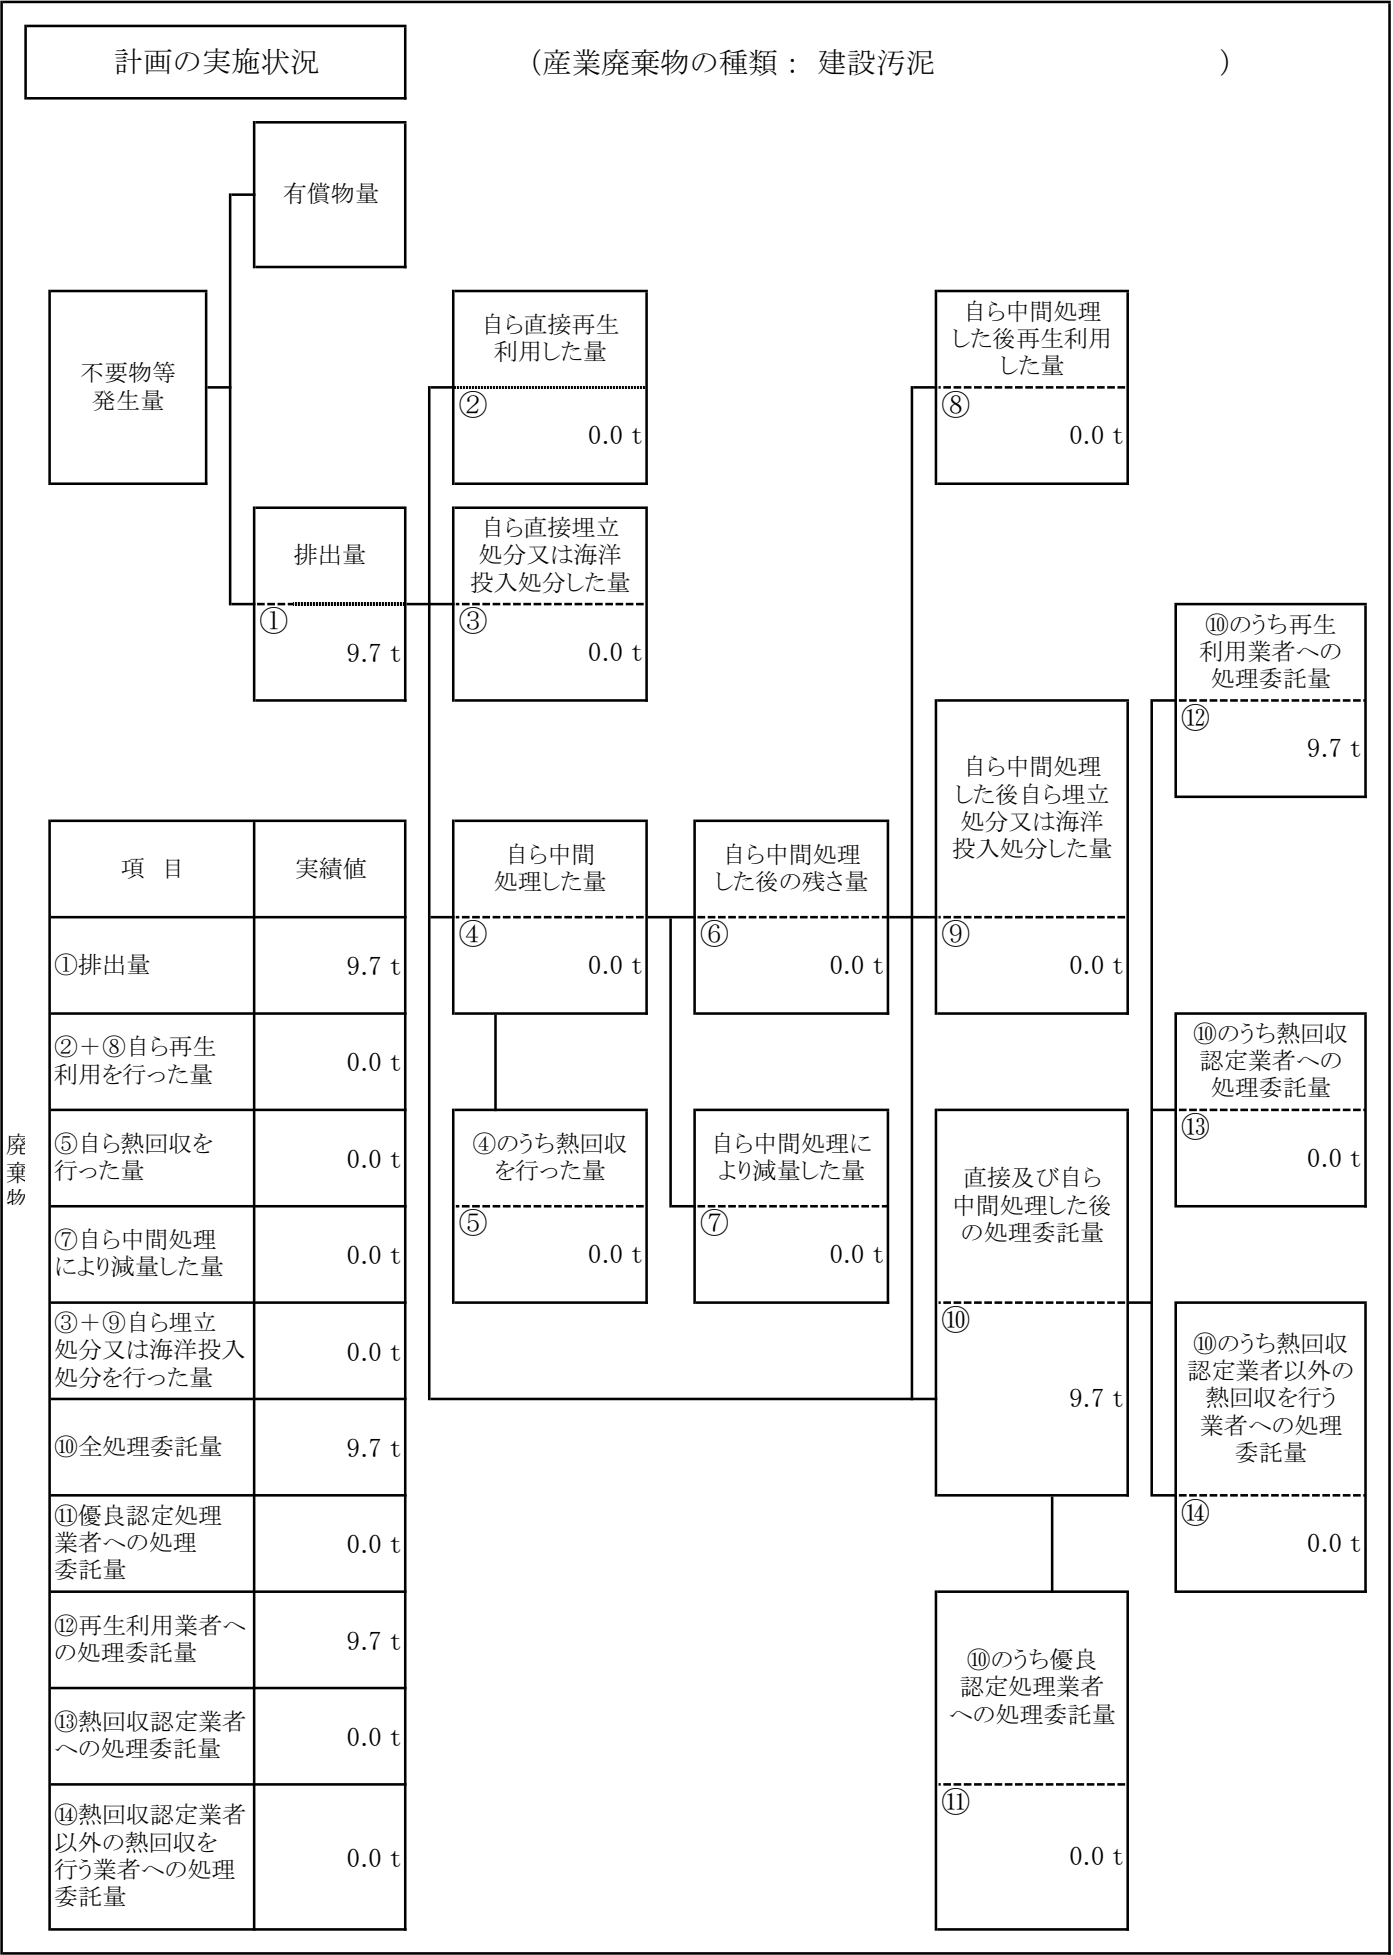 計画の実施状況
（産業廃棄物の種類： 建設汚泥 ）
有償物量
不要物等
発生量
排出量
①
9.7 t
自ら直接再生
利用した量
②
0.0 t
自ら直接埋立
処分又は海洋
投入処分した量
③
0.0 t
自ら中間処理
した後再生利用
した量
⑧
0.0 t
⑩のうち再生
利用業者への
処理委託量
⑫
9.7 t
自ら中間処理
した後自ら埋立
処分又は海洋
投入処分した量
⑨
0.0 t
自ら中間
処理した量
④
0.0 t
自ら中間処理
した後の残さ量
⑥
0.0 t
④のうち熱回収
を行った量
⑤
0.0 t
自ら中間処理に
より減量した量
⑦
0.0 t
直接及び自ら
中間処理した後
の処理委託量
⑩
9.7 t
⑩のうち熱回収
認定業者への
処理委託量
⑬
0.0 t
⑩のうち熱回収
認定業者以外の
熱回収を行う
業者への処理
委託量
⑭
0.0 t
⑩のうち優良
認定処理業者
への処理委託量
⑪
0.0 t
項 目 実績値
①排出量 9.7 t
②＋⑧自ら再生
利用を行った量 0.0 t
⑤自ら熱回収を
行った量 0.0 t
⑦自ら中間処理
により減量した量 0.0 t
③＋⑨自ら埋立
処分又は海洋投入
処分を行った量 0.0 t
⑩全処理委託量 9.7 t
⑪優良認定処理
業者への処理
委託量 0.0 t
⑫再生利用業者へ
の処理委託量 9.7 t
⑬熱回収認定業者
への処理委託量 0.0 t
⑭熱回収認定業者
以外の熱回収を
行う業者への処理
委託量 0.0 t
廃
棄
物